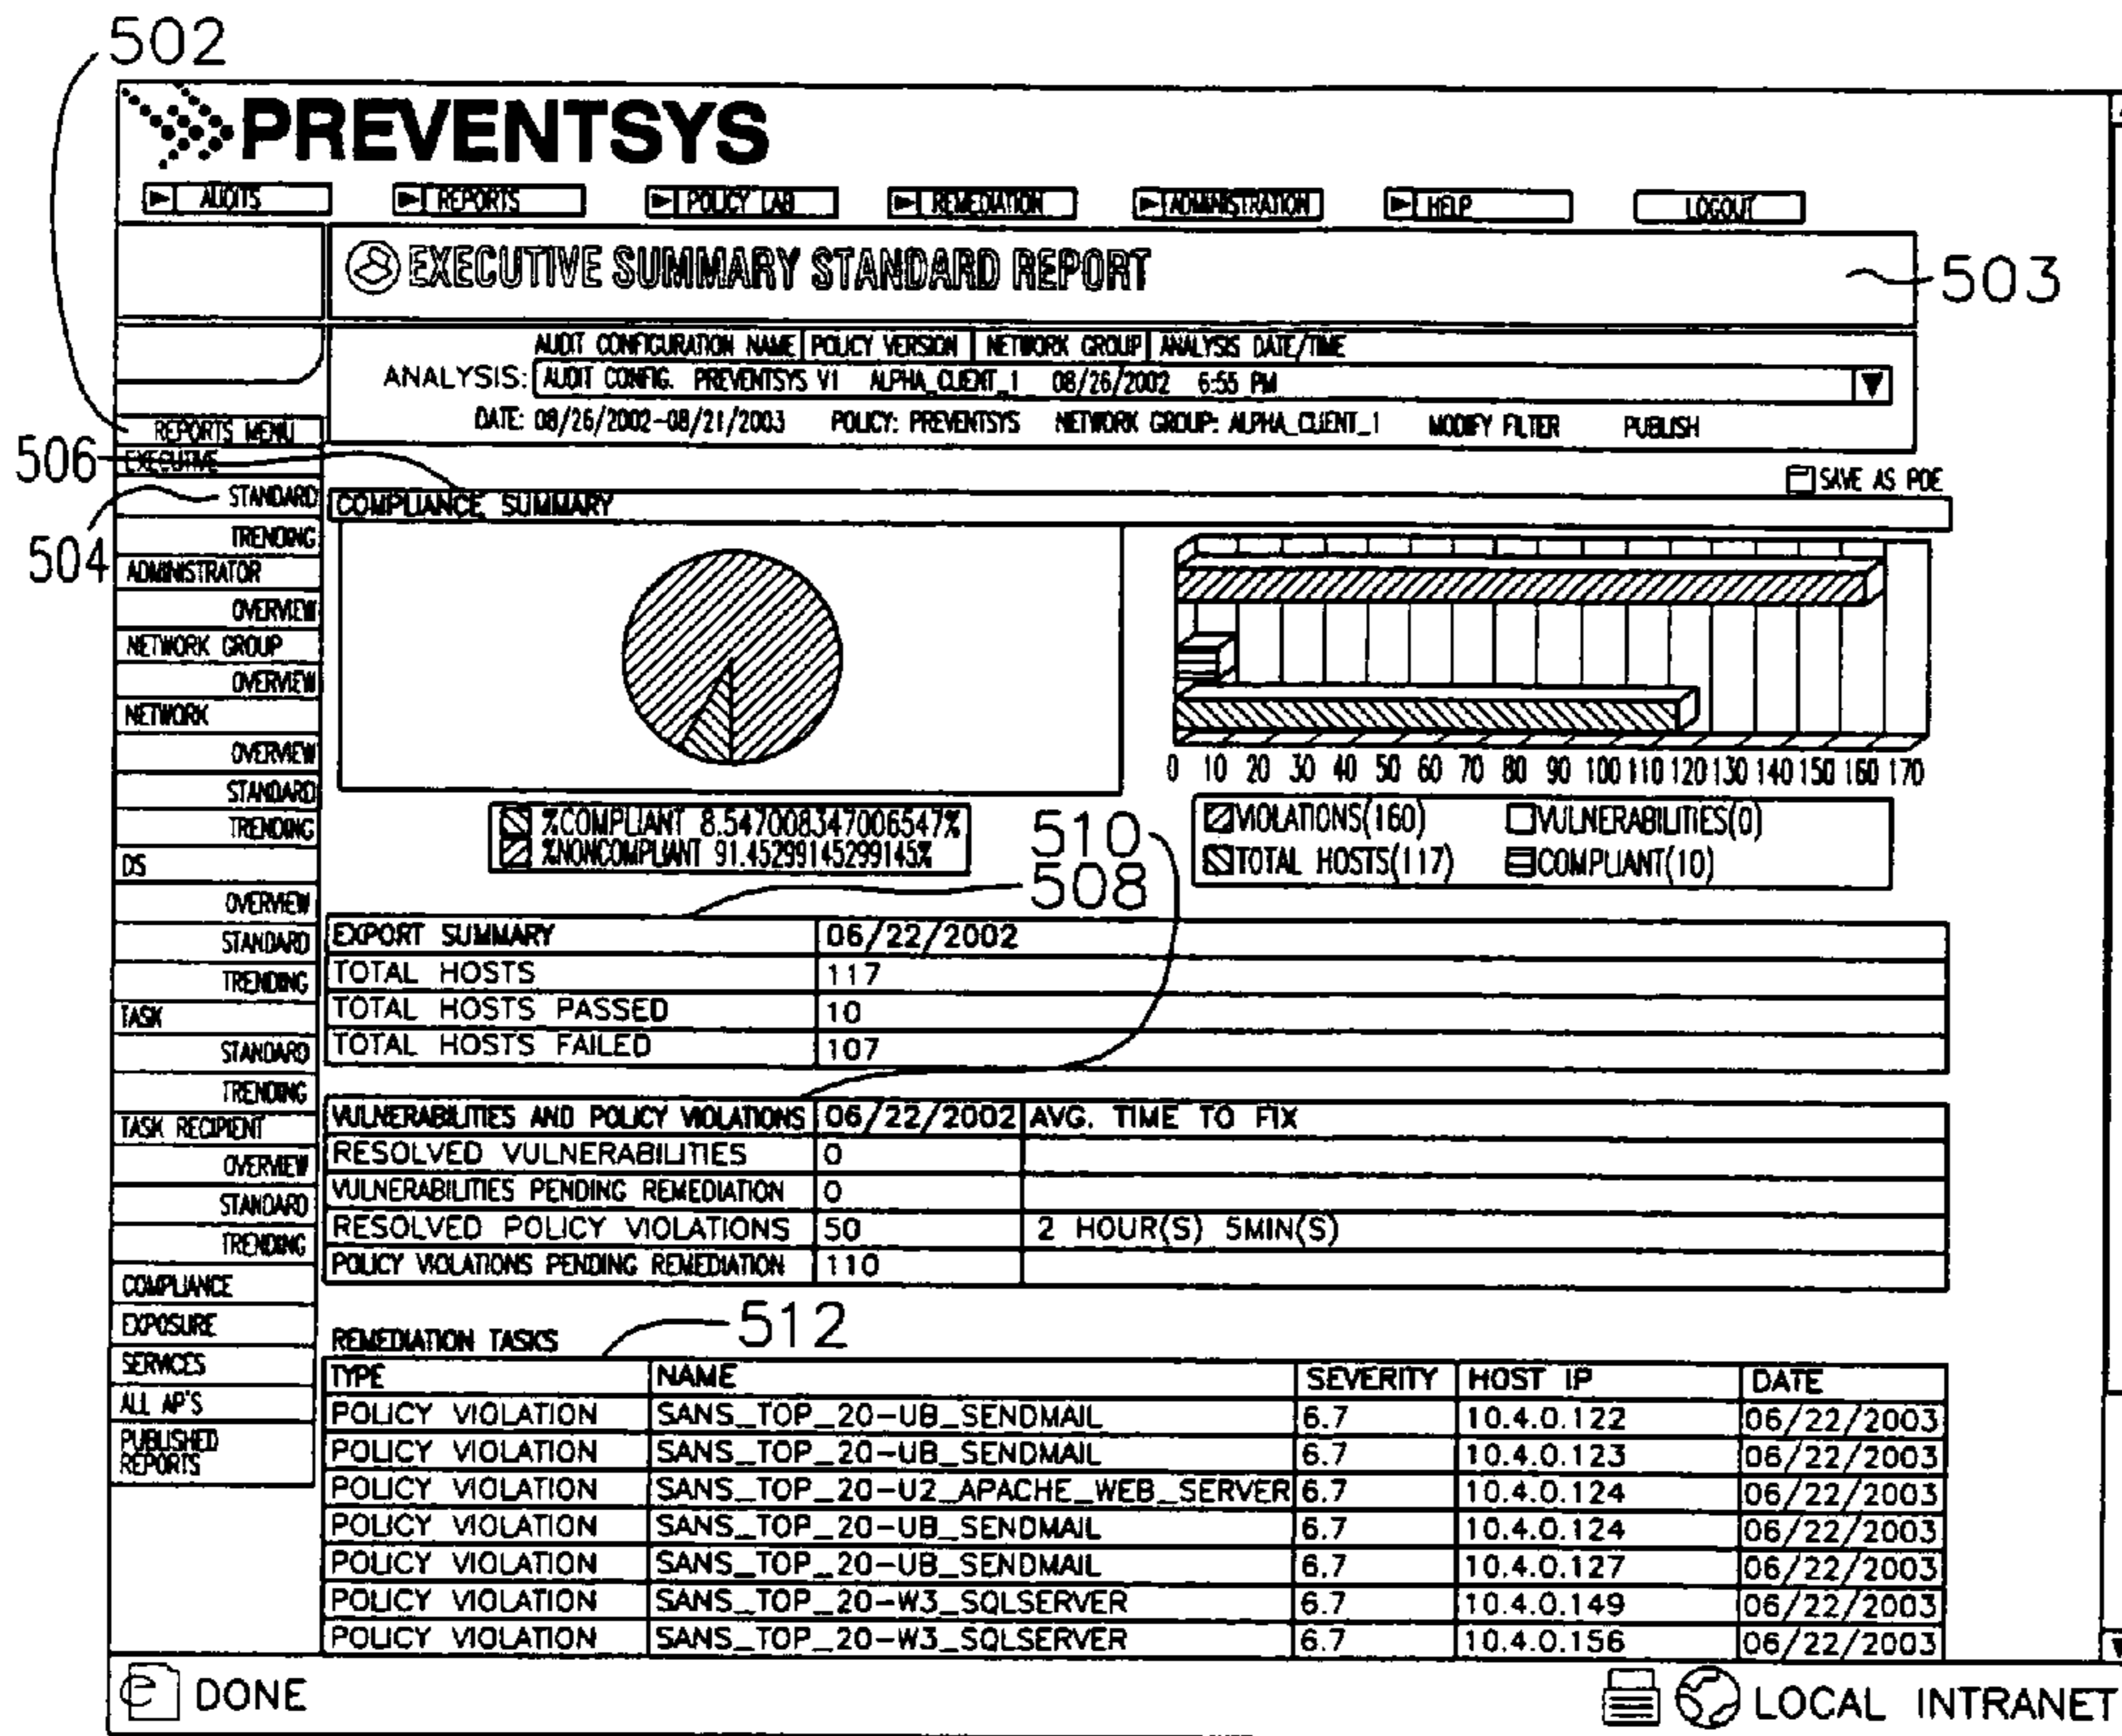 502
PREVENTSYS
AUDITS REPORTS POLICY LAB REMEDIATION ADMINISTRATION HELP LOGOUT
EXECUTIVE SUMMARY STANDARD REPORT
503
AUDIT CONFIGURATION NAME POLICY VERSION NETWORK GROUP ANALYSIS DATE/TIME
ANALYSIS: AUDIT CONFIG. PREVENTSYS V1 ALPHA_CLIENT_1 08/26/2002 6:55 PM
DATE: 08/26/2002-08/21/2003 POLICY: PREVENTSYS NETWORK GROUP: ALPHA_CLIENT_1 MODIFY FILTER PUBLISH
REPORTS MENU
506
EXECUTIVE
STANDARD
504
TRENDING
ADMINISTRATOR
OVERVIEW
NETWORK GROUP
OVERVIEW
NETWORK
OVERVIEW
STANDARD
TRENDING
DS
OVERVIEW
STANDARD
TRENDING
TASK
STANDARD
TRENDING
TASK RECIPIENT
OVERVIEW
STANDARD
TRENDING
COMPLIANCE
EXPOSURE
SERVICES
ALL AP'S
PUBLISHED
REPORTS
SAVE AS PDE
COMPLIANCE SUMMARY
0 10 20 30 40 50 60 70 80 90 100 110 120 130 140 150 160 170
%COMPLIANT 8.547008347006547%
%NONCOMPLIANT 91.45299145299145%
VIOLATIONS(160) VULNERABILITIES(0)
TOTAL HOSTS(117) COMPLIANT(10)
510
508
EXPORT SUMMARY 06/22/2002
TOTAL HOSTS 117
TOTAL HOSTS PASSED 10
TOTAL HOSTS FAILED 107
VULNERABILITIES AND POLICY VIOLATIONS 06/22/2002 AVG. TIME TO FIX
RESOLVED VULNERABILITIES 0
VULNERABILITIES PENDING REMEDIATION 0
RESOLVED POLICY VIOLATIONS 50 2 HOUR(S) 5MIN(S)
POLICY VIOLATIONS PENDING REMEDIATION 110
512
REMEDIATION TASKS
TYPE NAME SEVERITY HOST IP DATE
POLICY VIOLATION SANS_TOP_20-UB_SENDMAIL 6.7 10.4.0.122 06/22/2003
POLICY VIOLATION SANS_TOP_20-UB_SENDMAIL 6.7 10.4.0.123 06/22/2003
POLICY VIOLATION SANS_TOP_20-U2_APACHE_WEB_SERVER 6.7 10.4.0.124 06/22/2003
POLICY VIOLATION SANS_TOP_20-UB_SENDMAIL 6.7 10.4.0.124 06/22/2003
POLICY VIOLATION SANS_TOP_20-UB_SENDMAIL 6.7 10.4.0.127 06/22/2003
POLICY VIOLATION SANS_TOP_20-W3_SQLSERVER 6.7 10.4.0.149 06/22/2003
POLICY VIOLATION SANS_TOP_20-W3_SQLSERVER 6.7 10.4.0.156 06/22/2003
DONE LOCAL INTRANET